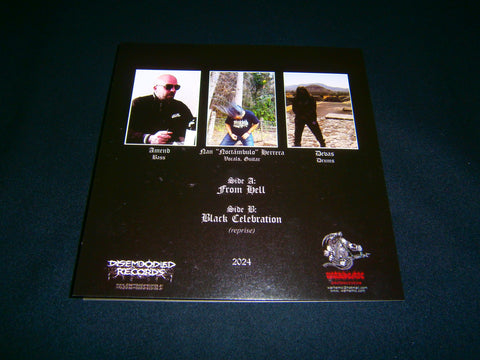 Amend
Bass
Nan "Noctámbulo" Herrera
Vocals, Guitar
Devas
Drums
Side A:
From Hell
Side B:
Black Celebration
(reprise)
2024
DISEMBODIED
RECORDS